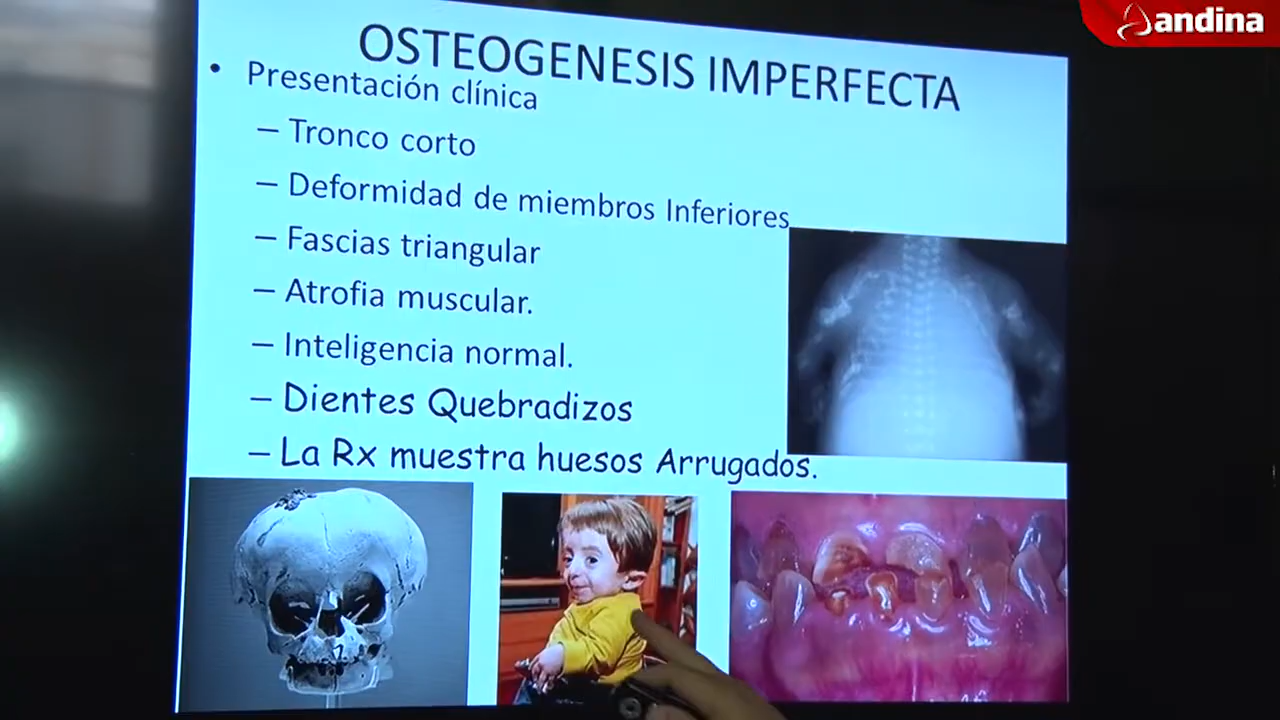 andina
OSTEOGENESIS IMPERFECTA
• Presentación clínica
– Tronco corto
– Deformidad de miembros Inferiores
– Fascias triangular
– Atrofia muscular.
– Inteligencia normal.
– Dientes Quebradizos
– La Rx muestra huesos Arrugados.